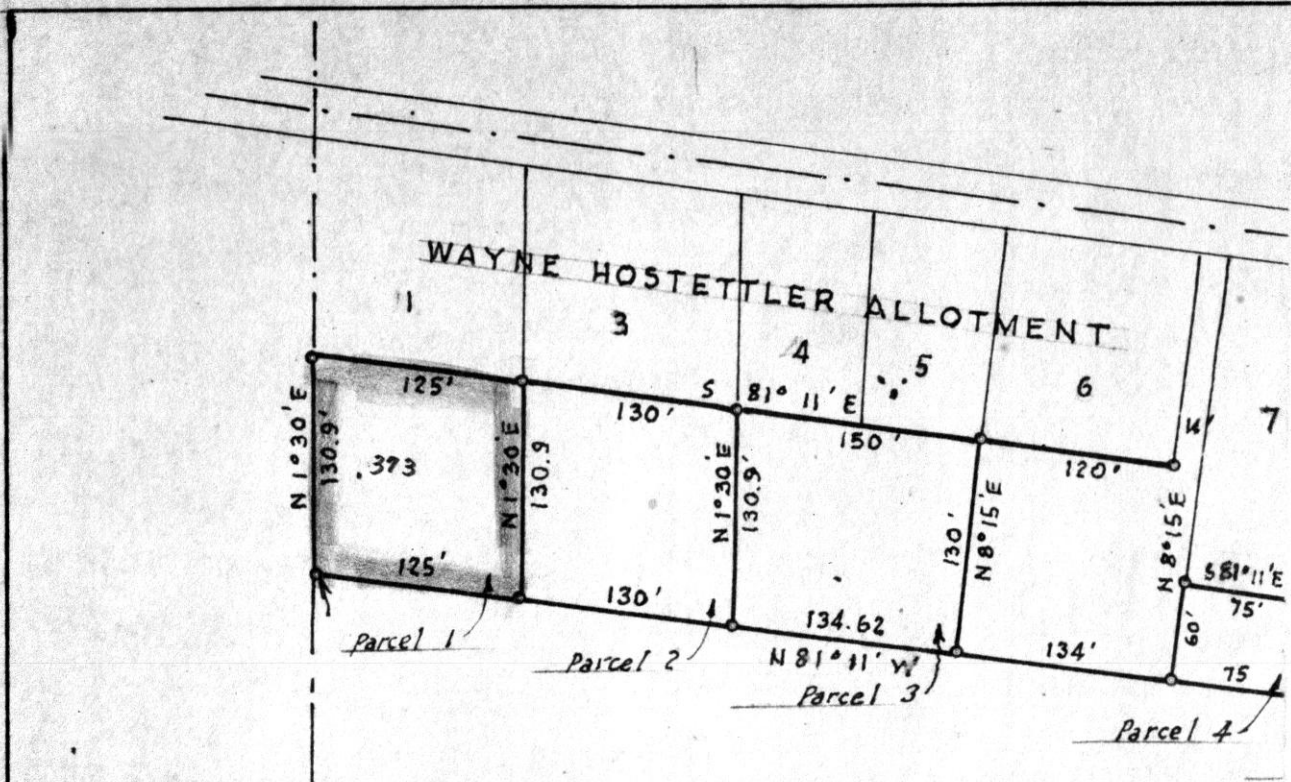 WAYNE HOSTETTLER ALLOTMENT
1
3
4
5
6
7
125'
130'
S 81° 11' E
150'
120'
14'
N 1° 30' E
130.9'
.373
N 1° 30' E
130.9
N 1° 30' E
130.9'
130'
N 8° 15' E
N 8° 15' E
S 81° 11' E
75'
60'
125'
130'
134.62
N 81° 11' W
134'
75
Parcel 1
Parcel 2
Parcel 3
Parcel 4